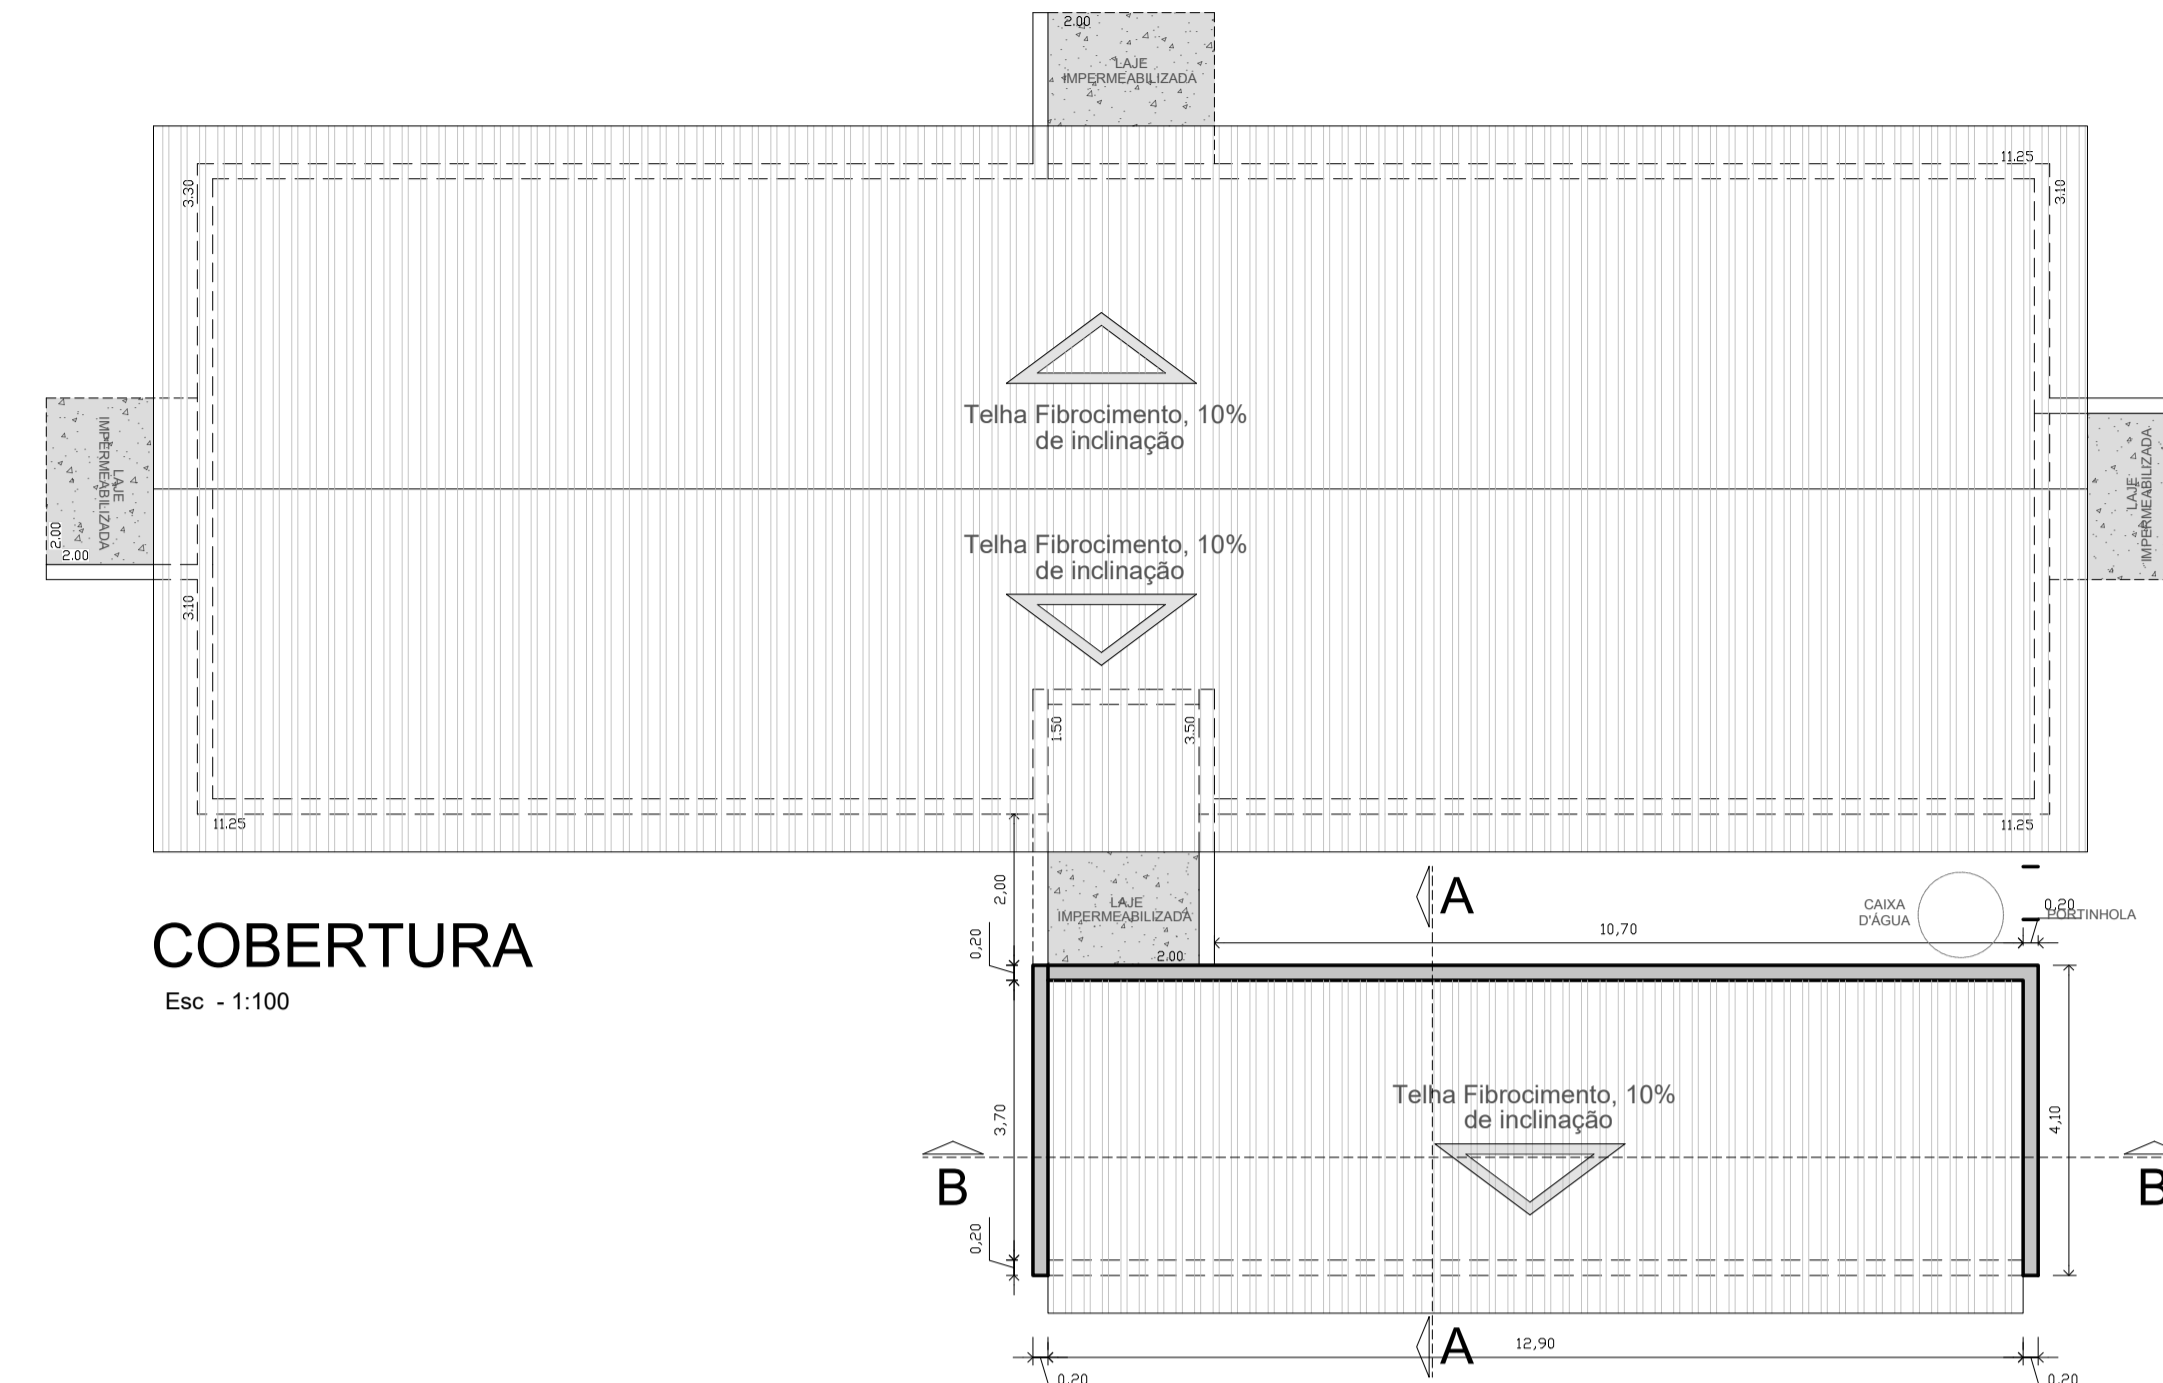 2.00
LAJE
IMPERMEABILIZADA
11.25
3.30
3.10
Telha Fibrocimento, 10%
de inclinação
LAJE
IMPERMEABILIZADA
2.00
2.00
LAJE
IMPERMEABILIZADA
Telha Fibrocimento, 10%
de inclinação
3.10
1.50
3.50
11.25
11.25
2,00
LAJE
IMPERMEABILIZADA
2.00
A
CAIXA
D'ÁGUA
0,20
PORTINHOLA
10,70
0,20
COBERTURA
Esc - 1:100
Telha Fibrocimento, 10%
de inclinação
3,70
4,10
B
B
0,20
A
12,90
0,20
0,20